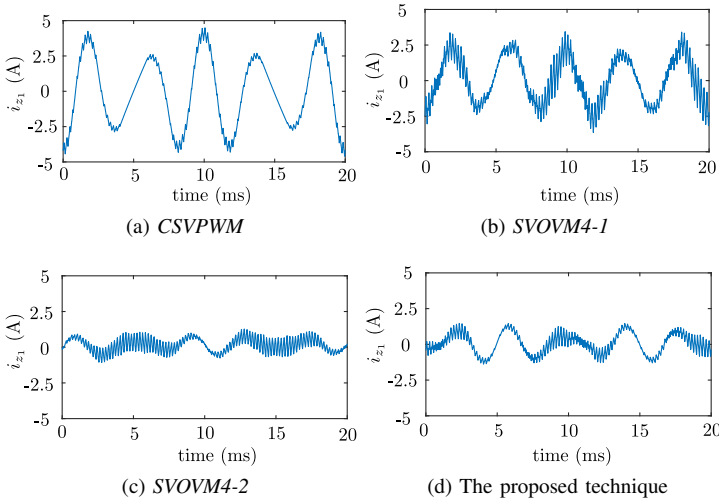 5
2.5
0
-2.5
-5
i_{z_1} (A)
0 5 10 15 20
time (ms)
(a) CSVPWM
5
2.5
0
-2.5
-5
i_{z_1} (A)
0 5 10 15 20
time (ms)
(b) SVOVM4-1
5
2.5
0
-2.5
-5
i_{z_1} (A)
0 5 10 15 20
time (ms)
(c) SVOVM4-2
5
2.5
0
-2.5
-5
i_{z_1} (A)
0 5 10 15 20
time (ms)
(d) The proposed technique